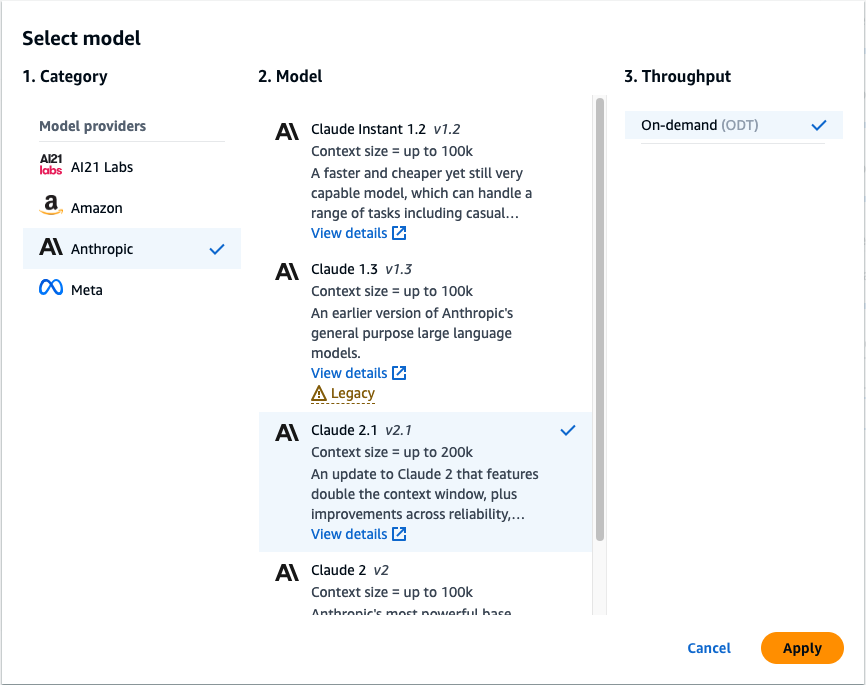 Select model
1. Category
Model providers
AI21 labs AI21 Labs
a Amazon
A\ Anthropic
Meta
2. Model
A\ Claude Instant 1.2 v1.2
Context size = up to 100k
A faster and cheaper yet still very
capable model, which can handle a
range of tasks including casual…
View details
A\ Claude 1.3 v1.3
Context size = up to 100k
An earlier version of Anthropic's
general purpose large language
models.
View details
Legacy
A\ Claude 2.1 v2.1
Context size = up to 200k
An update to Claude 2 that features
double the context window, plus
improvements across reliability,…
View details
A\ Claude 2 v2
Context size = up to 100k
Anthropic's most powerful base
3. Throughput
On-demand (ODT)
Cancel
Apply